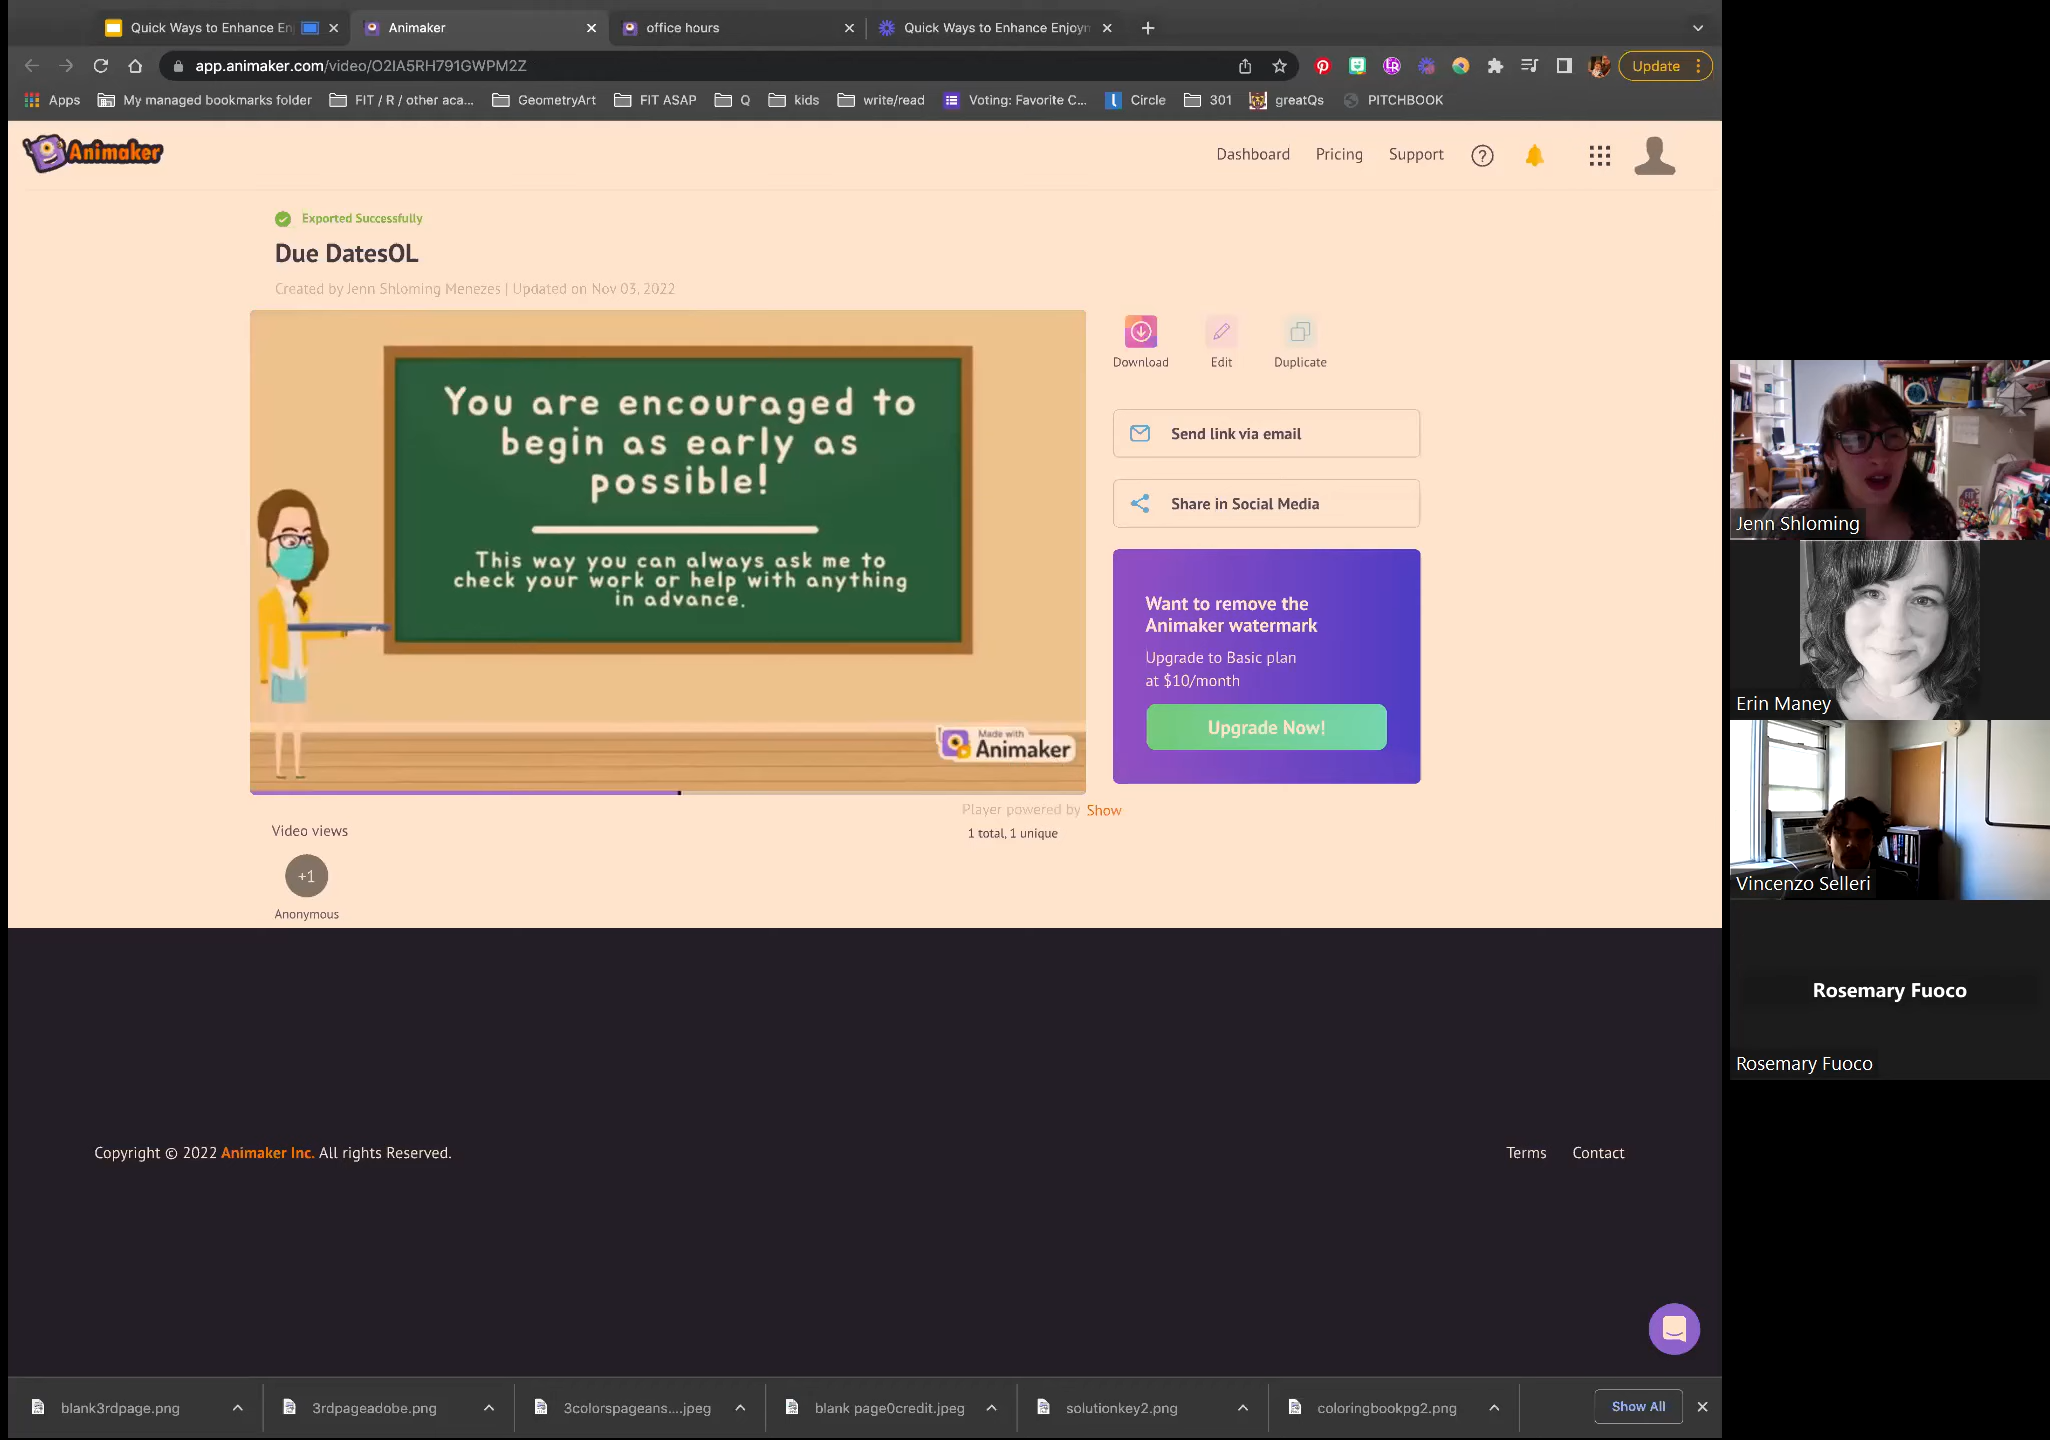 Quick Ways to Enhance En
Animaker
office hours
Quick Ways to Enhance Enjoyn
app.animaker.com/video/O2IA5RH791GWPM2Z
Update
Apps
My managed bookmarks folder
FIT / R / other aca...
GeometryArt
FIT ASAP
Q
kids
write/read
Voting: Favorite C...
Circle
301
greatQs
PITCHBOOK
Animaker
Dashboard
Pricing
Support
Exported Successfully
Due DatesOL
Created by Jenn Shloming Menezes | Updated on Nov 03, 2022
You are encouraged to
begin as early as
possible!
This way you can always ask me to
check your work or help with anything
in advance.
Made with
Animaker
Download
Edit
Duplicate
Send link via email
Share in Social Media
Want to remove the
Animaker watermark
Upgrade to Basic plan
at $10/month
Upgrade Now!
Player powered by Show
Video views
1 total, 1 unique
+1
Anonymous
Copyright © 2022 Animaker Inc. All rights Reserved.
Terms
Contact
blank3rdpage.png
3rdpageadobe.png
3colorspageans....jpeg
blank page0credit.jpeg
solutionkey2.png
coloringbookpg2.png
Show All
Jenn Shloming
Erin Maney
Vincenzo Selleri
Rosemary Fuoco
Rosemary Fuoco